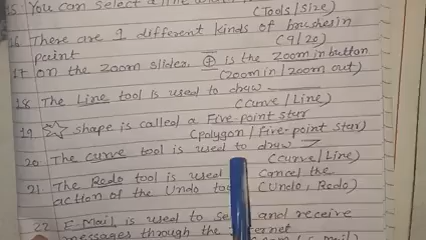 15 You can select a line
(Tools/Size)
16 There are 9 different kinds of brushes in
paint (9/20)
17 on the zoom slider, ⊕ is the zoom in button
(zoom in/zoom out)
18 The Line tool is used to draw
(curve/Line)
19 ☆ shape is called a Five point star
(polygon/five-point star)
20 The curve tool is used to draw
(curve/Line)
21 The Redo tool is used cancel the
action of the Undo too (Undo, Redo)
22 E-Mail is used to se and receive
messages through the